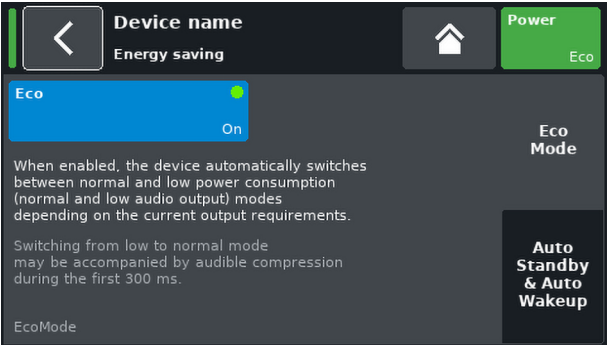 Device name
Energy saving
Power
Eco
Eco
On
When enabled, the device automatically switches
between normal and low power consumption
(normal and low audio output) modes
depending on the current output requirements.
Switching from low to normal mode
may be accompanied by audible compression
during the first 300 ms.
EcoMode
Eco
Mode
Auto
Standby
& Auto
Wakeup